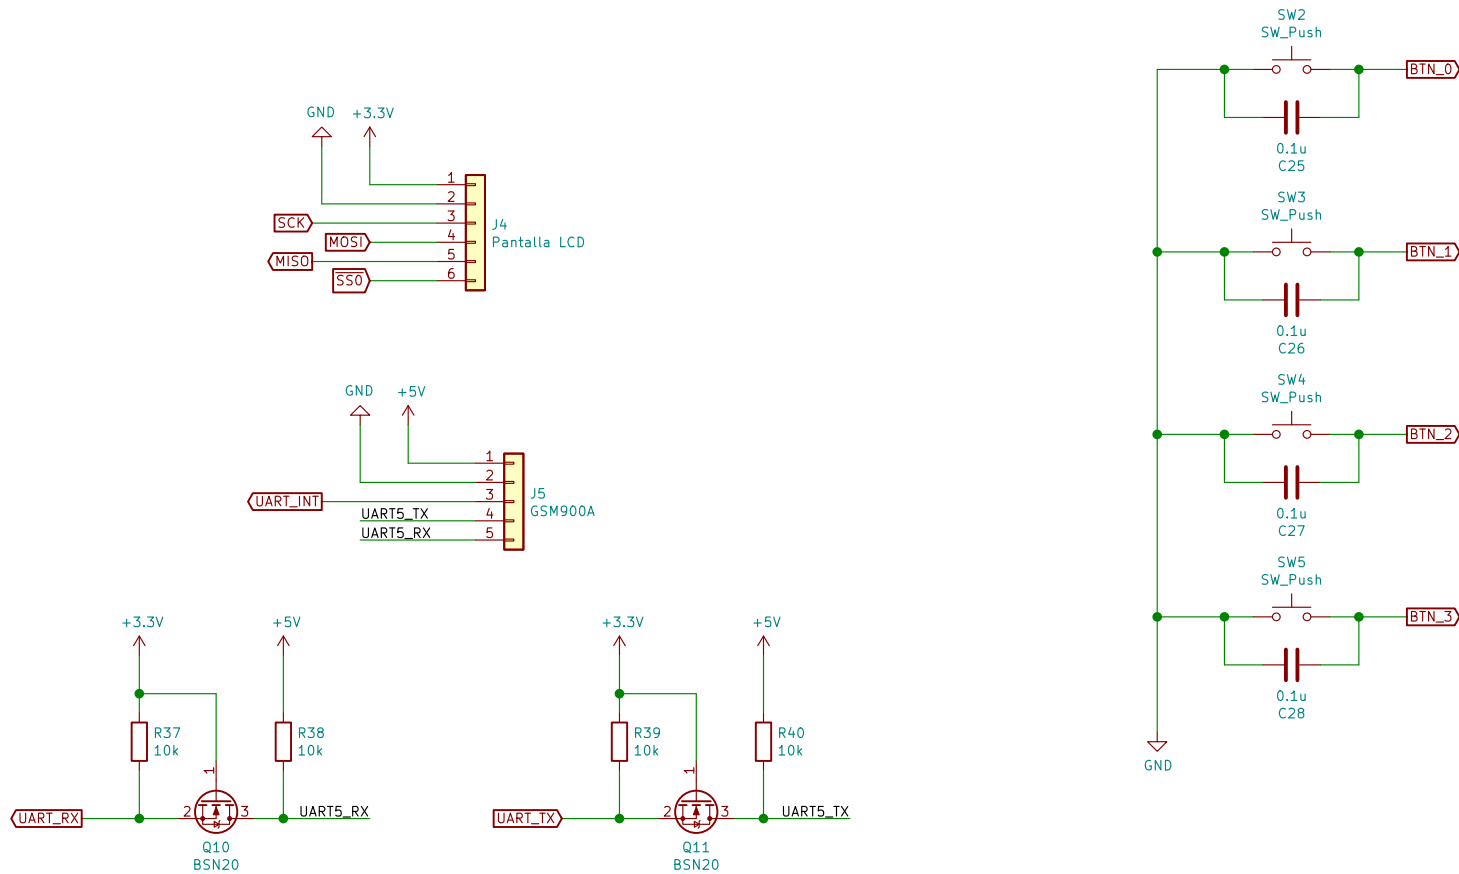 GND
+3.3V
1
2
3
4
5
6
SCK
MOSI
MISO
SS0
J4
Pantalla LCD
GND
+5V
1
2
3
4
5
UART_INT
UART5_TX
UART5_RX
J5
GSM900A
+3.3V
+5V
R37
10k
R38
10k
1
2
3
UART_RX
UART5_RX
Q10
BSN20
+3.3V
+5V
R39
10k
R40
10k
1
2
3
UART_TX
UART5_TX
Q11
BSN20
SW2
SW_Push
BTN_0
0.1u
C25
SW3
SW_Push
BTN_1
0.1u
C26
SW4
SW_Push
BTN_2
0.1u
C27
SW5
SW_Push
BTN_3
0.1u
C28
GND